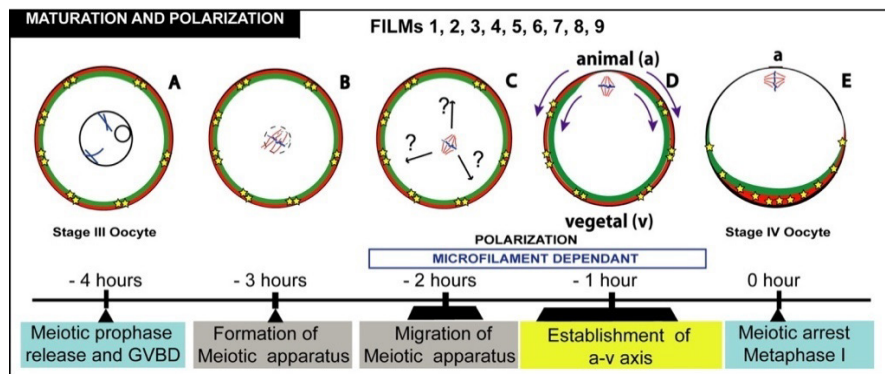 MATURATION AND POLARIZATION
FILMs 1, 2, 3, 4, 5, 6, 7, 8, 9
A
B
C
D
E
animal (a)
a
?
?
?
vegetal (v)
Stage III Oocyte
Stage IV Oocyte
POLARIZATION
MICROFILAMENT DEPENDANT
- 4 hours
- 3 hours
- 2 hours
- 1 hour
0 hour
Meiotic prophase
release and GVBD
Formation of
Meiotic apparatus
Migration of
Meiotic apparatus
Establishment of
a-v axis
Meiotic arrest
Metaphase I